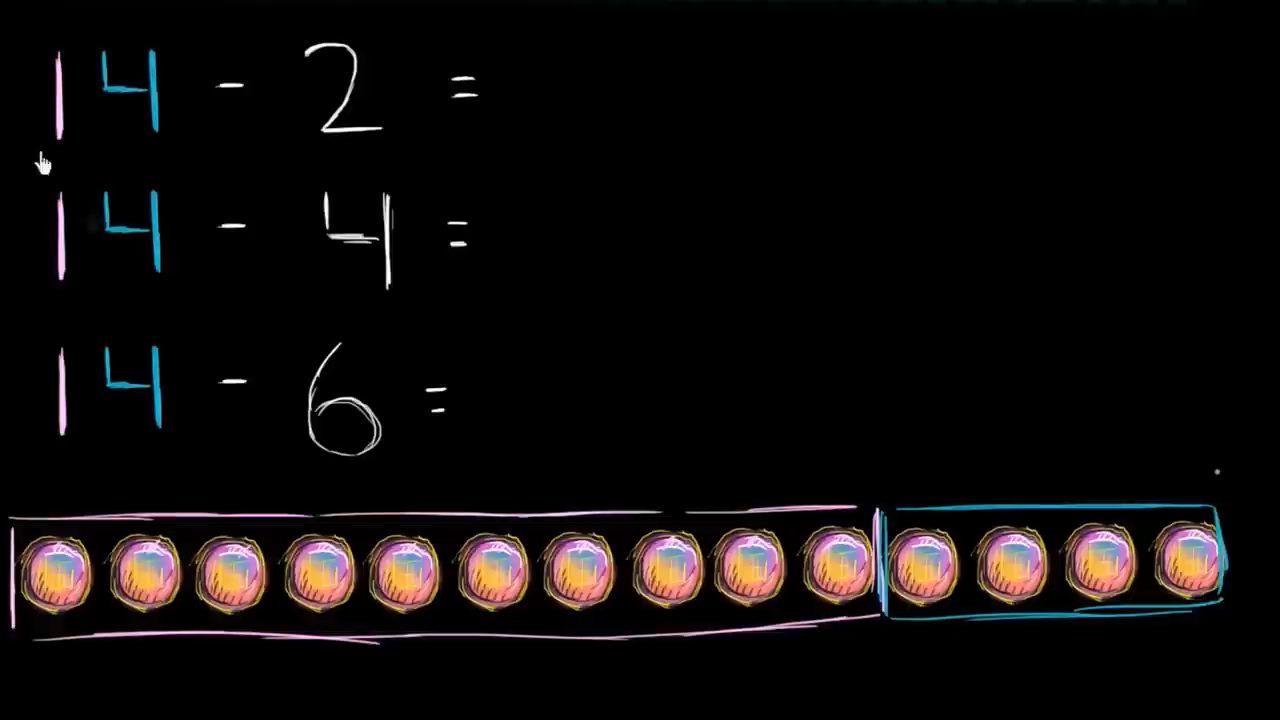 14 - 2 =
14 - 4 =
14 - 6 =